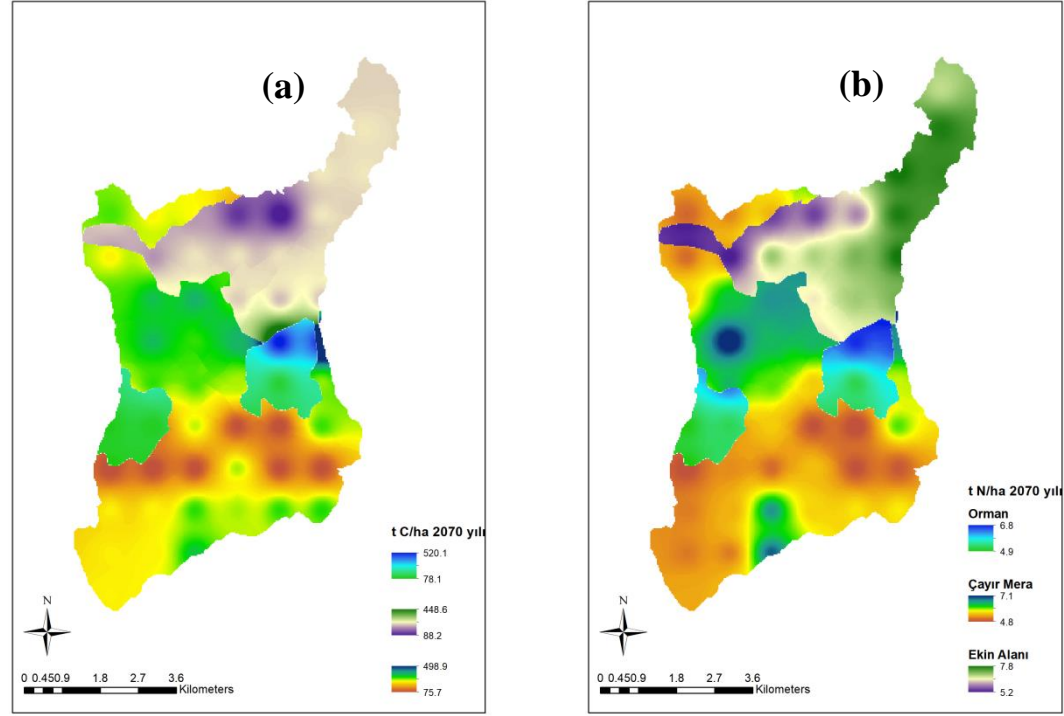 (a)
t C/ha 2070 yılı
520.1
78.1
448.6
88.2
498.9
75.7
N
0 0.450.9 1.8 2.7 3.6
Kilometers
(b)
t N/ha 2070 yılı
Orman
6.8
4.9
Çayır Mera
7.1
4.8
Ekin Alanı
7.8
5.2
N
0 0.450.9 1.8 2.7 3.6
Kilometers